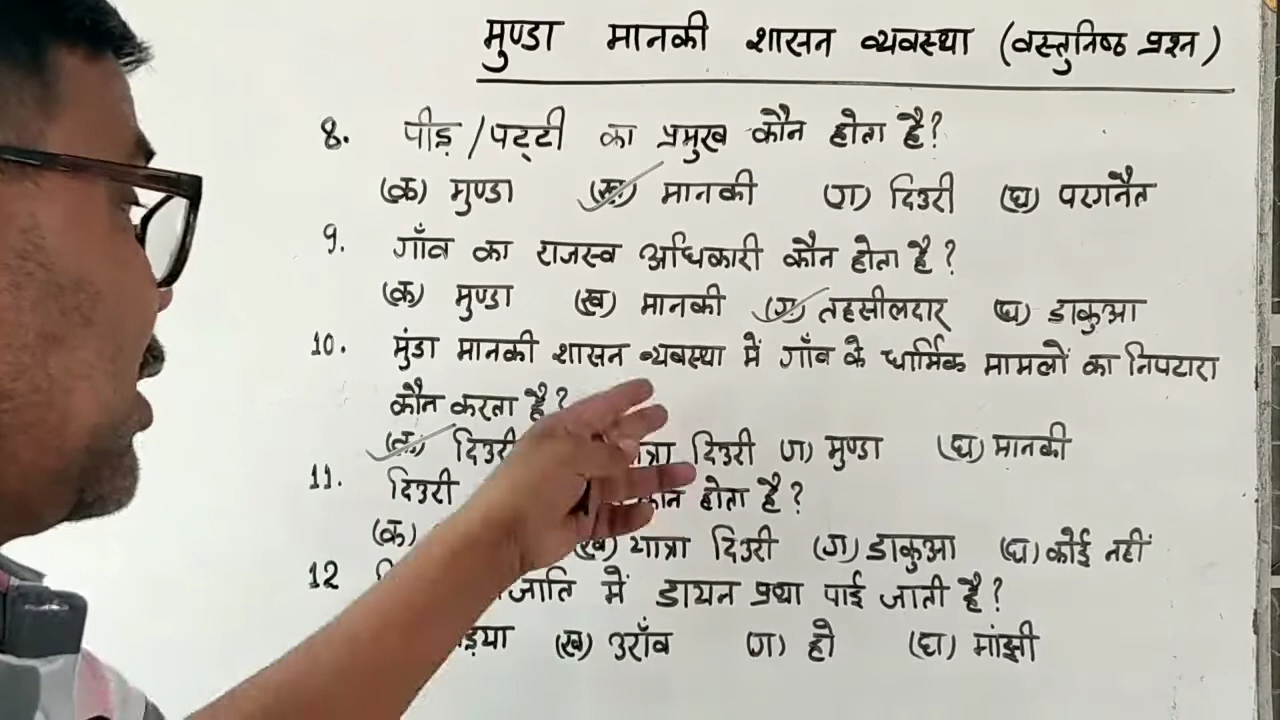 मुण्डा मानकी शासन व्यवस्था (वस्तुनिष्ठ प्रश्न)
8. पीड़ /पट्टी का प्रमुख कौन होता है?
(क) मुण्डा (ख) मानकी ग) दिउरी (घ) परगनैत
9. गाँव का राजस्व अधिकारी कौन होता है?
(क) मुण्डा (ख) मानकी (ग) तहसीलदार् (घ) डाकुआ
10. मुंडा मानकी शासन व्यवस्था में गाँव के धार्मिक मामलों का निपटारा
कौन करता है?
(क) दिउरी दिउरी ग) मुण्डा (घ) मानकी
11. दिउरी होता है?
(क) (ख) यात्रा दिउरी (ग) डाकुआ (घ) कोई नहीं
12 में डायन प्रथा पाई जाती है?
(ख) उराँव ग) हो (घ) मांझी